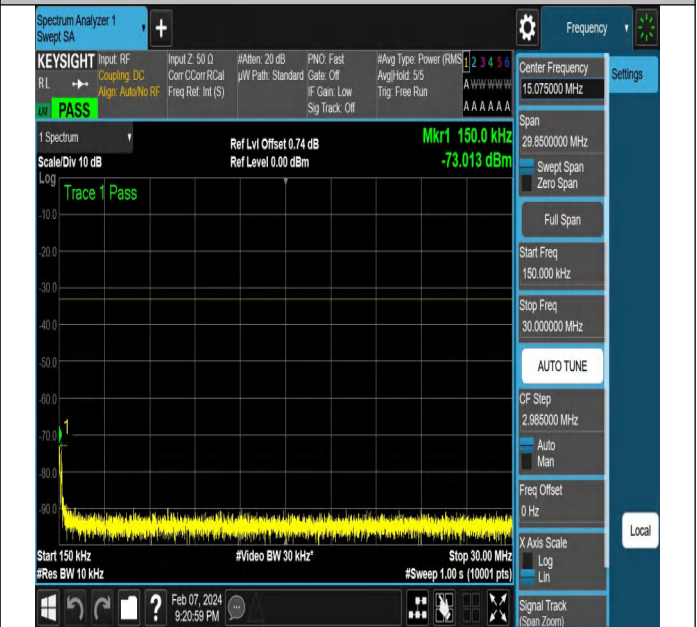 Spectrum Analyzer 1
Swept SA
+
Frequency
KEYSIGHT
RL
PASS
Input: RF
Coupling: DC
Align: Auto/No RF
Input Z: 50 Ω
Corr CCorr RCal
Freq Ref: Int (S)
#Atten: 20 dB
µW Path: Standard
PNO: Fast
Gate: Off
IF Gain: Low
Sig Track: Off
#Avg Type: Power (RMS
Avg|Hold: 5/5
Trig: Free Run
1 2 3 4 5 6
A W W W W W
A A A A A A
1 Spectrum
Scale/Div 10 dB
Ref Lvl Offset 0.74 dB
Ref Level 0.00 dBm
Mkr1 150.0 kHz
-73.013 dBm
Log
Trace 1 Pass
-10.0
-20.0
-30.0
-40.0
-50.0
-60.0
-70.0
-80.0
-90.0
1
Start 150 kHz
#Res BW 10 kHz
#Video BW 30 kHz*
Stop 30.00 MHz
#Sweep 1.00 s (10001 pts)
Feb 07, 2024
9:20:59 PM
?
Center Frequency
15.075000 MHz
Settings
Span
29.8500000 MHz
Swept Span
Zero Span
Full Span
Start Freq
150.000 kHz
Stop Freq
30.000000 MHz
AUTO TUNE
CF Step
2.985000 MHz
Auto
Man
Freq Offset
0 Hz
X Axis Scale
Log
Lin
Local
Signal Track
(Span Zoom)